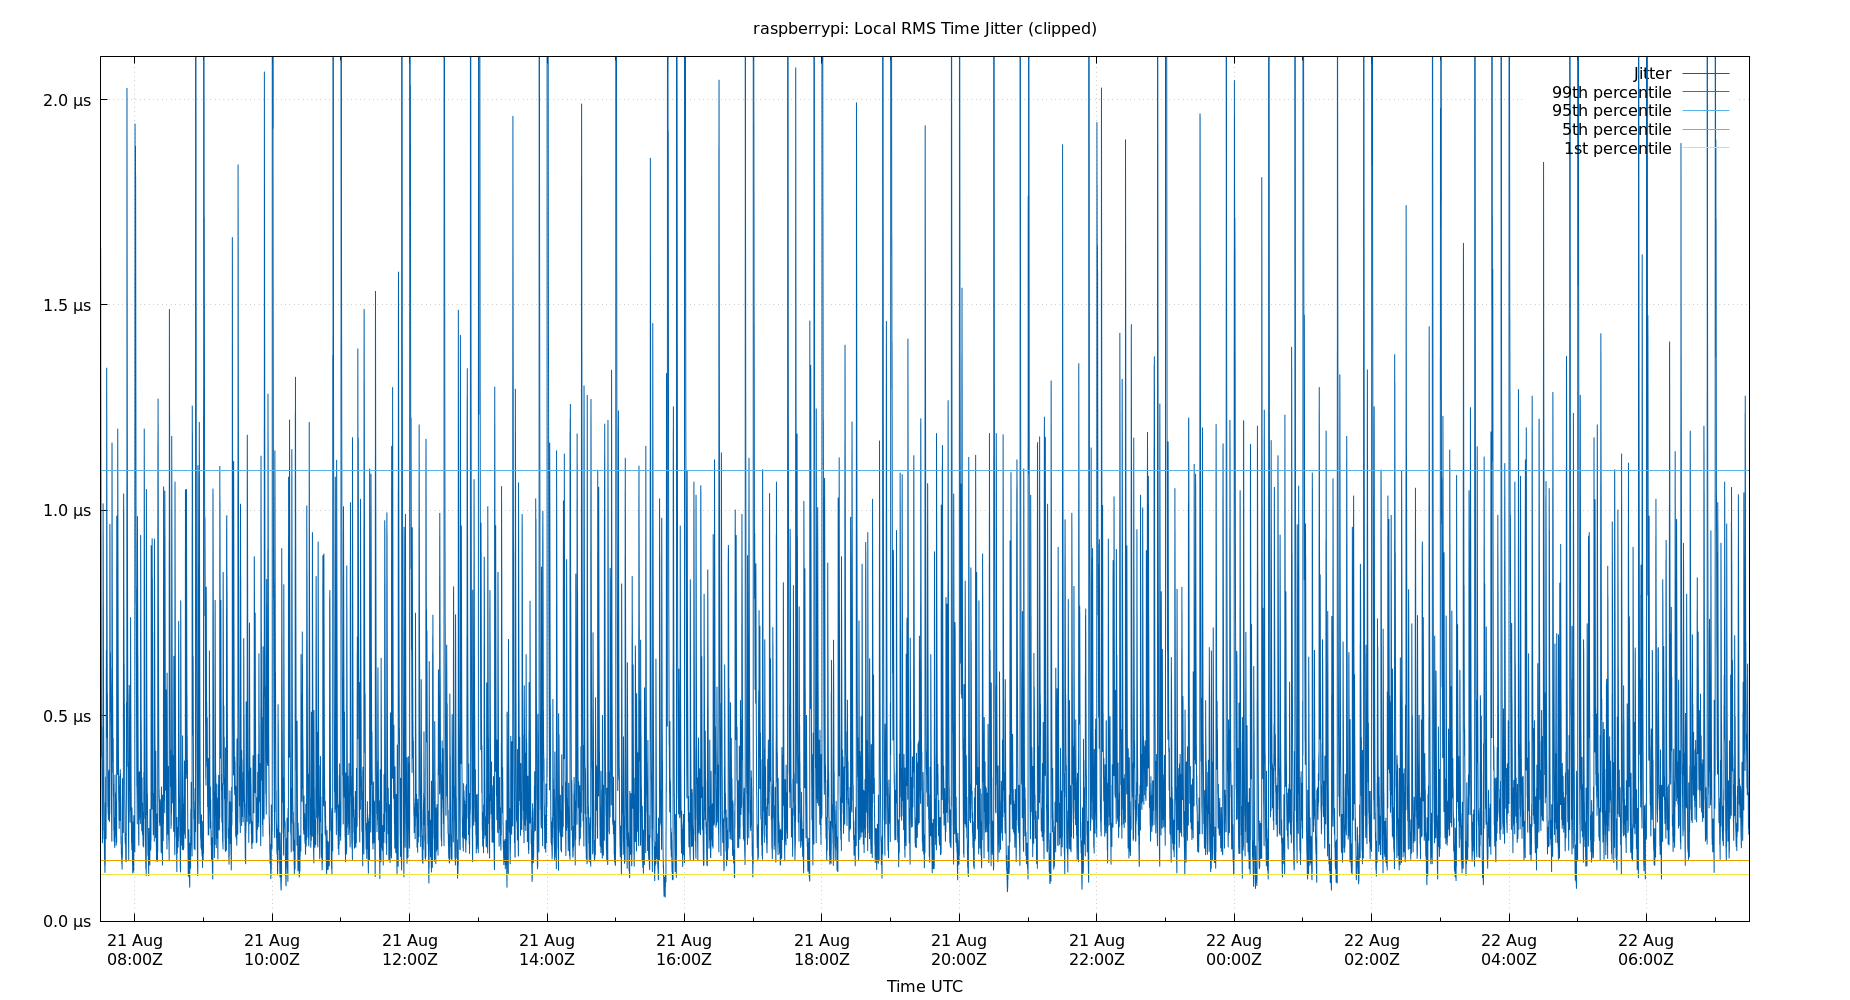 raspberrypi: Local RMS Time Jitter (clipped)
Jitter
99th percentile
95th percentile
5th percentile
1st percentile
2.0 µs
1.5 µs
1.0 µs
0.5 µs
0.0 µs
21 Aug 21 Aug 21 Aug 21 Aug 21 Aug 21 Aug 21 Aug 21 Aug 22 Aug 22 Aug 22 Aug 22 Aug
08:00Z 10:00Z 12:00Z 14:00Z 16:00Z 18:00Z 20:00Z 22:00Z 00:00Z 02:00Z 04:00Z 06:00Z
Time UTC